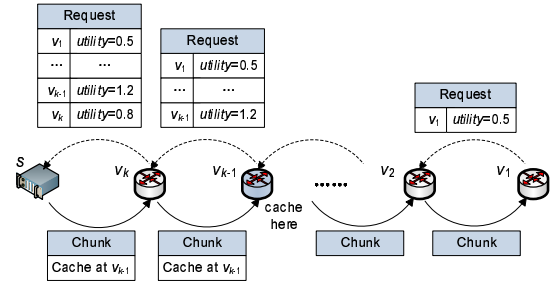 Request
v1 utility=0.5
... ...
vk-1 utility=1.2
vk utility=0.8
Request
v1 utility=0.5
... ...
vk-1 utility=1.2
Request
v1 utility=0.5
S
vk
vk-1
cache here
......
v2
v1
Chunk
Cache at vk-1
Chunk
Cache at vk-1
Chunk
Chunk